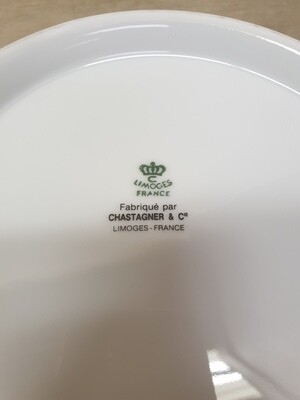 C
LIMOGES
FRANCE
Fabriqué par
CHASTAGNER & Cie
LIMOGES-FRANCE